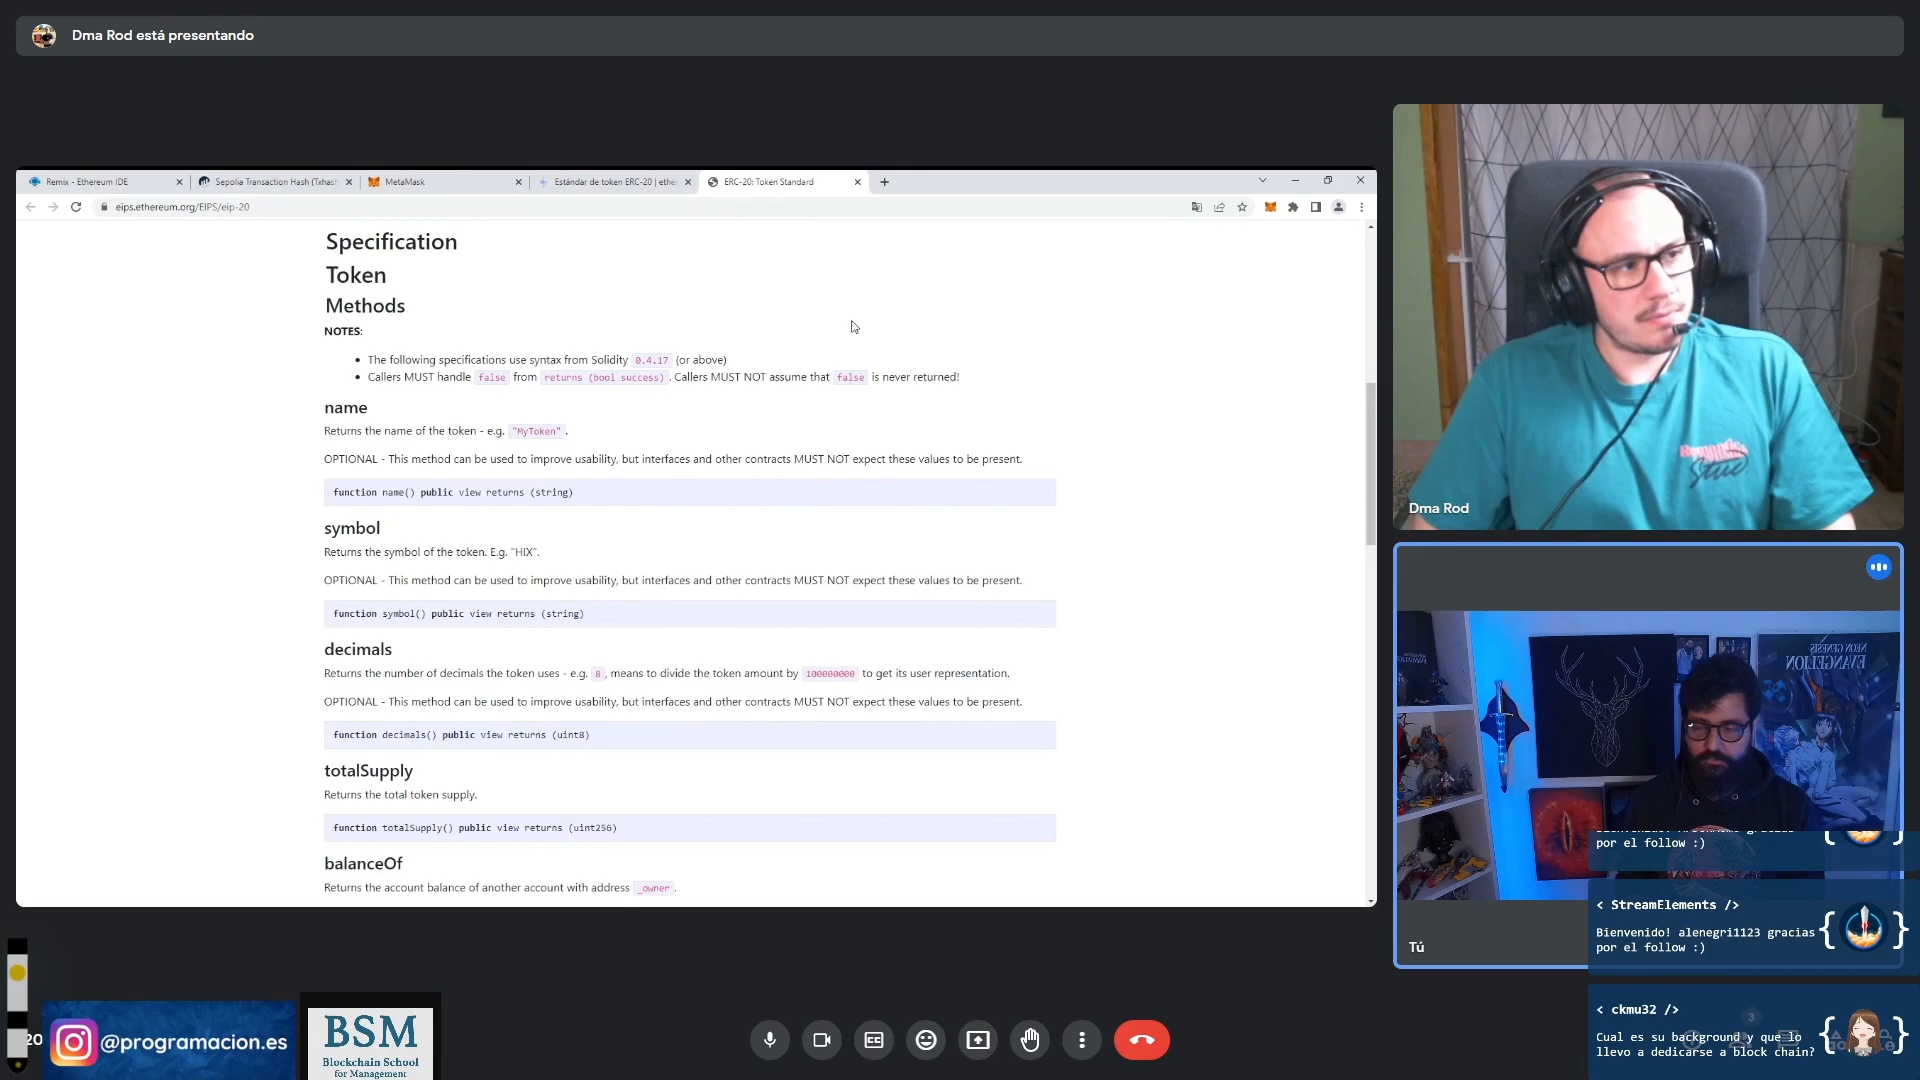 Dma Rod está presentando
Remix - Ethereum IDE
Sepolia Transaction Hash (Txhas
MetaMask
Estándar de token ERC-20 | ethe
ERC-20: Token Standard
eips.ethereum.org/EIPS/eip-20
Specification
Token
Methods
NOTES:
The following specifications use syntax from Solidity 0.4.17 (or above)
Callers MUST handle false from returns (bool success). Callers MUST NOT assume that false is never returned!
name
Returns the name of the token - e.g. "MyToken".
OPTIONAL - This method can be used to improve usability, but interfaces and other contracts MUST NOT expect these values to be present.
function name() public view returns (string)
symbol
Returns the symbol of the token. E.g. "HIX".
OPTIONAL - This method can be used to improve usability, but interfaces and other contracts MUST NOT expect these values to be present.
function symbol() public view returns (string)
decimals
Returns the number of decimals the token uses - e.g. 8, means to divide the token amount by 100000000 to get its user representation.
OPTIONAL - This method can be used to improve usability, but interfaces and other contracts MUST NOT expect these values to be present.
function decimals() public view returns (uint8)
totalSupply
Returns the total token supply.
function totalSupply() public view returns (uint256)
balanceOf
Returns the account balance of another account with address _owner.
Dma Rod
NEON GENESIS
EVANGELION
Tú
por el follow :)
< StreamElements />
Bienvenido! alenegri1123 gracias
por el follow :)
< ckmu32 />
Cual es su background y que lo
llevo a dedicarse a block chain?
3
20
@programacion.es
BSM
Blockchain School
for Management